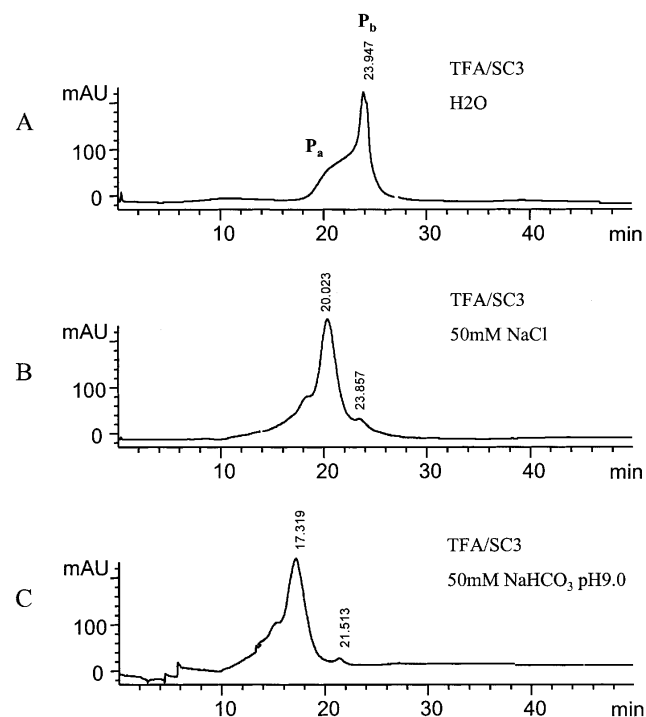 A
mAU
100
0
Pa
Pb
23.947
TFA/SC3
H2O
10
20
30
40
min
B
mAU
100
0
20.023
23.857
TFA/SC3
50mM NaCl
10
20
30
40
min
C
mAU
100
0
17.319
21.513
TFA/SC3
50mM NaHCO₃ pH9.0
10
20
30
40
min